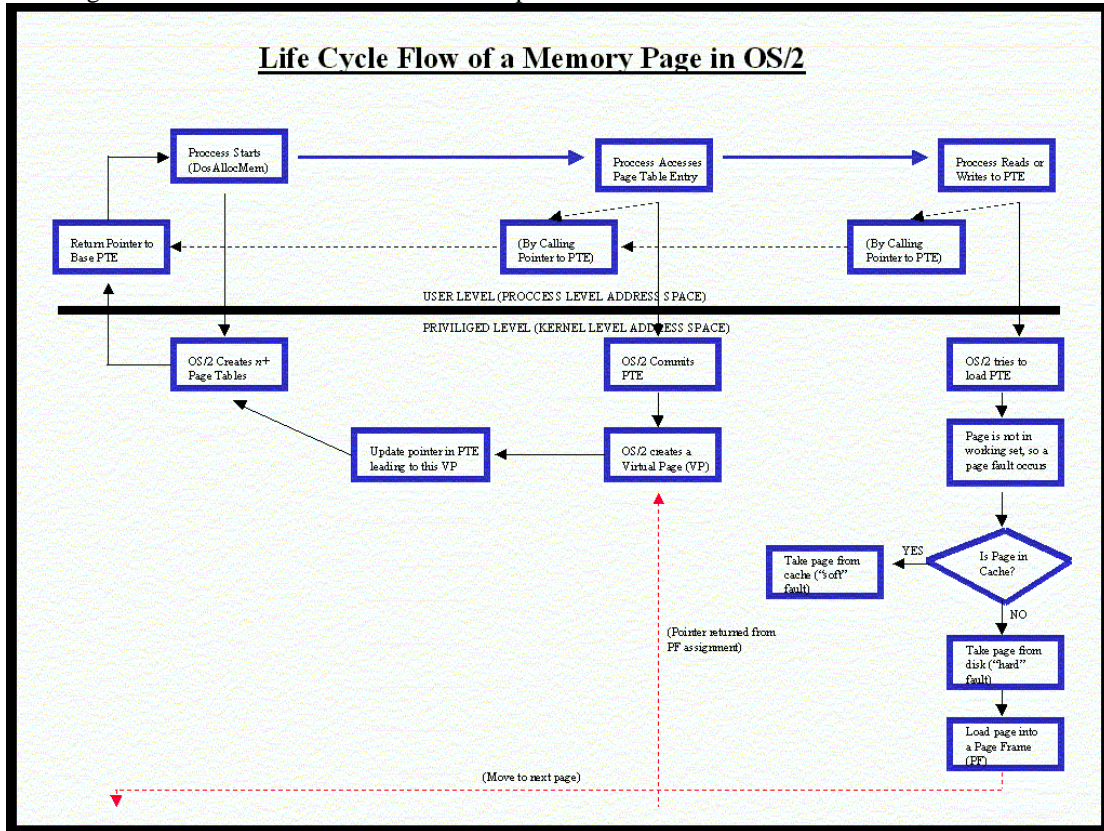 Life Cycle Flow of a Memory Page in OS/2
Proccess Starts
(DosAllocMem)
Proccess Accesses
Page Table Entry
Proccess Reads or
Writes to PTE
Return Pointer to
Base PTE
(By Calling
Pointer to PTE)
(By Calling
Pointer to PTE)
USER LEVEL (PROCCESS LEVEL ADDRESS SPACE)
PRIVILIGED LEVEL (KERNEL LEVEL ADDRESS SPACE)
OS/2 Creates n+
Page Tables
OS/2 Commits
PTE
OS/2 tries to
load PTE
Update pointer in PTE
leading to this VP
OS/2 creates a
Virtual Page (VP)
Page is not in
working set, so a
page fault occurs
Is Page in
Cache?
YES
Take page from
cache ("soft"
fault)
NO
(Pointer returned from
PF assignment)
Take page from
disk ("hard"
fault)
Load page into
a Page Frame
(PF)
(Move to next page)